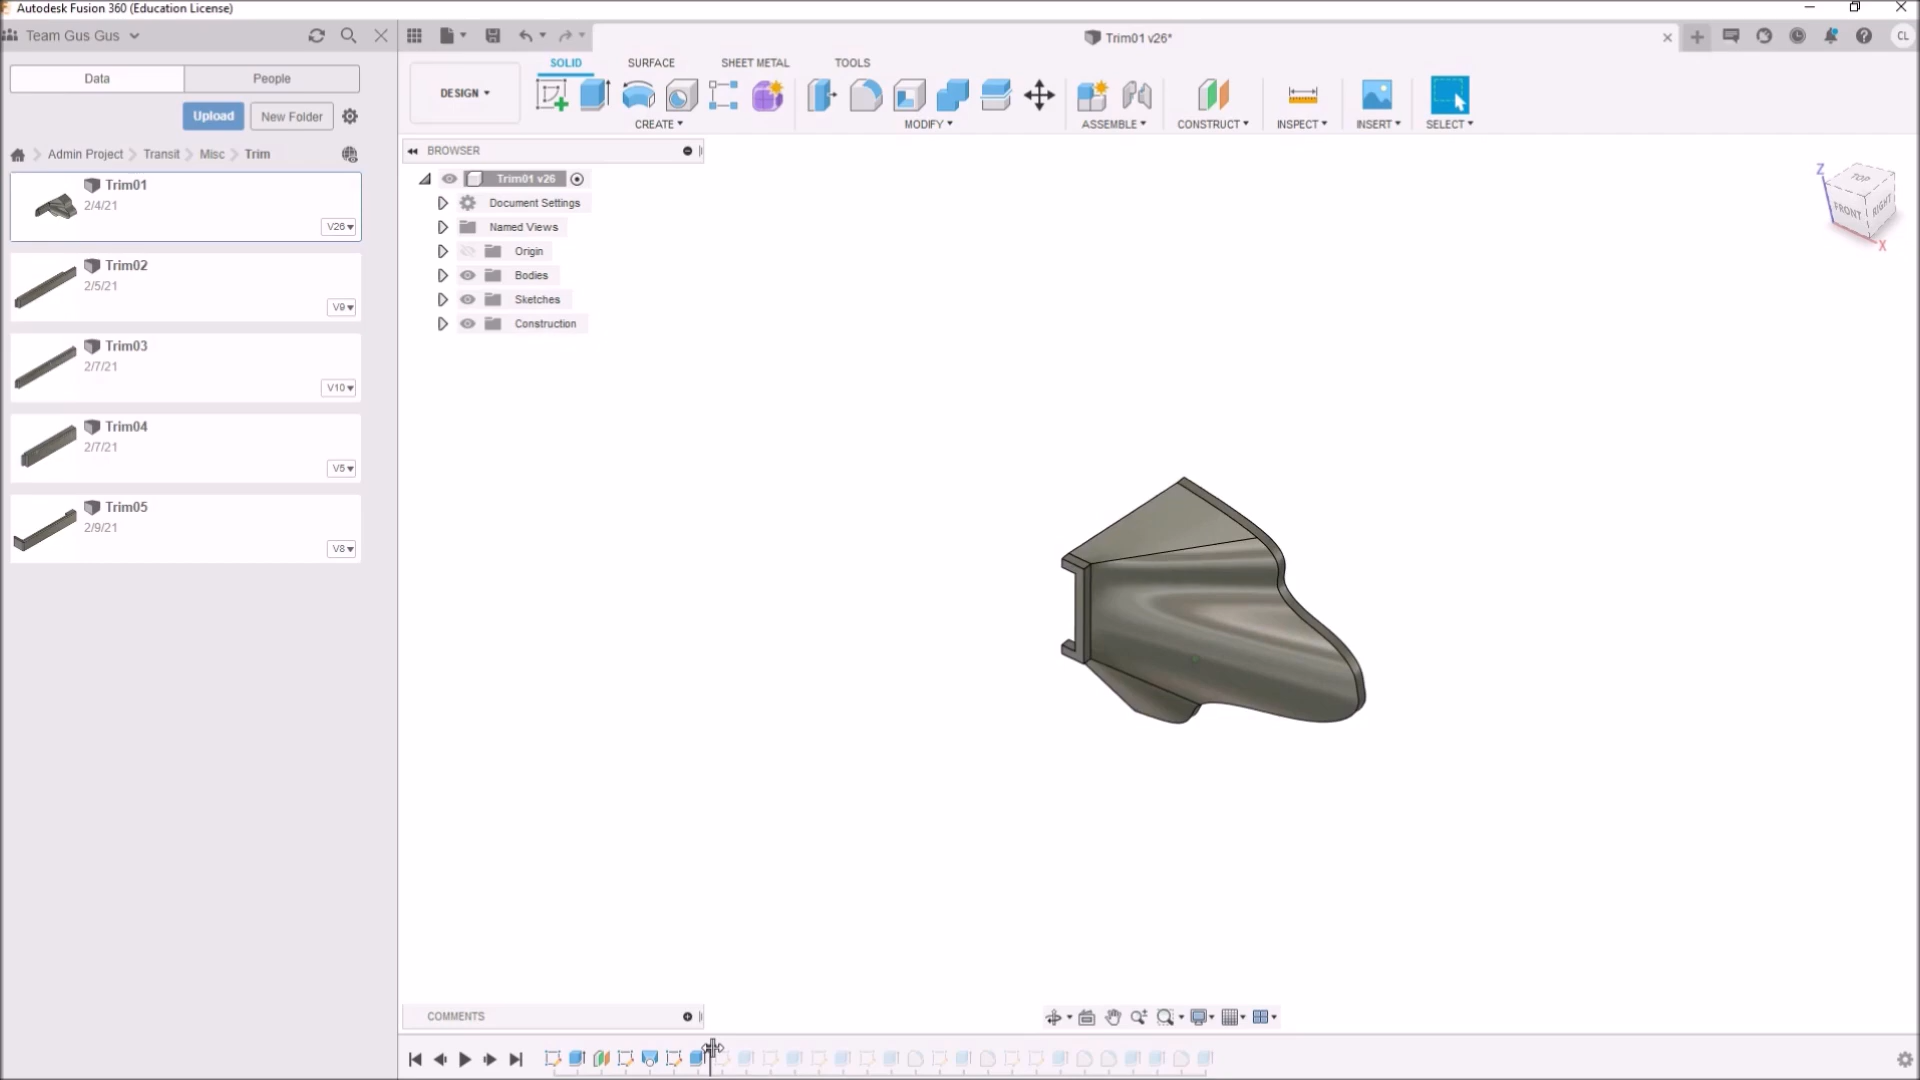 Autodesk Fusion 360 (Education License)
Team Gus Gus
Trim01 v26*
CL
Data
People
SOLID
SURFACE
SHEET METAL
TOOLS
Upload
New Folder
DESIGN
CREATE
MODIFY
ASSEMBLE
CONSTRUCT
INSPECT
INSERT
SELECT
Admin Project
Transit
Misc
Trim
BROWSER
Trim01
2/4/21
V26
Trim02
2/5/21
V9
Trim03
2/7/21
V10
Trim04
2/7/21
V5
Trim05
2/9/21
V8
Trim01 v26
Document Settings
Named Views
Origin
Bodies
Sketches
Construction
Z
TOP
FRONT
RIGHT
X
COMMENTS